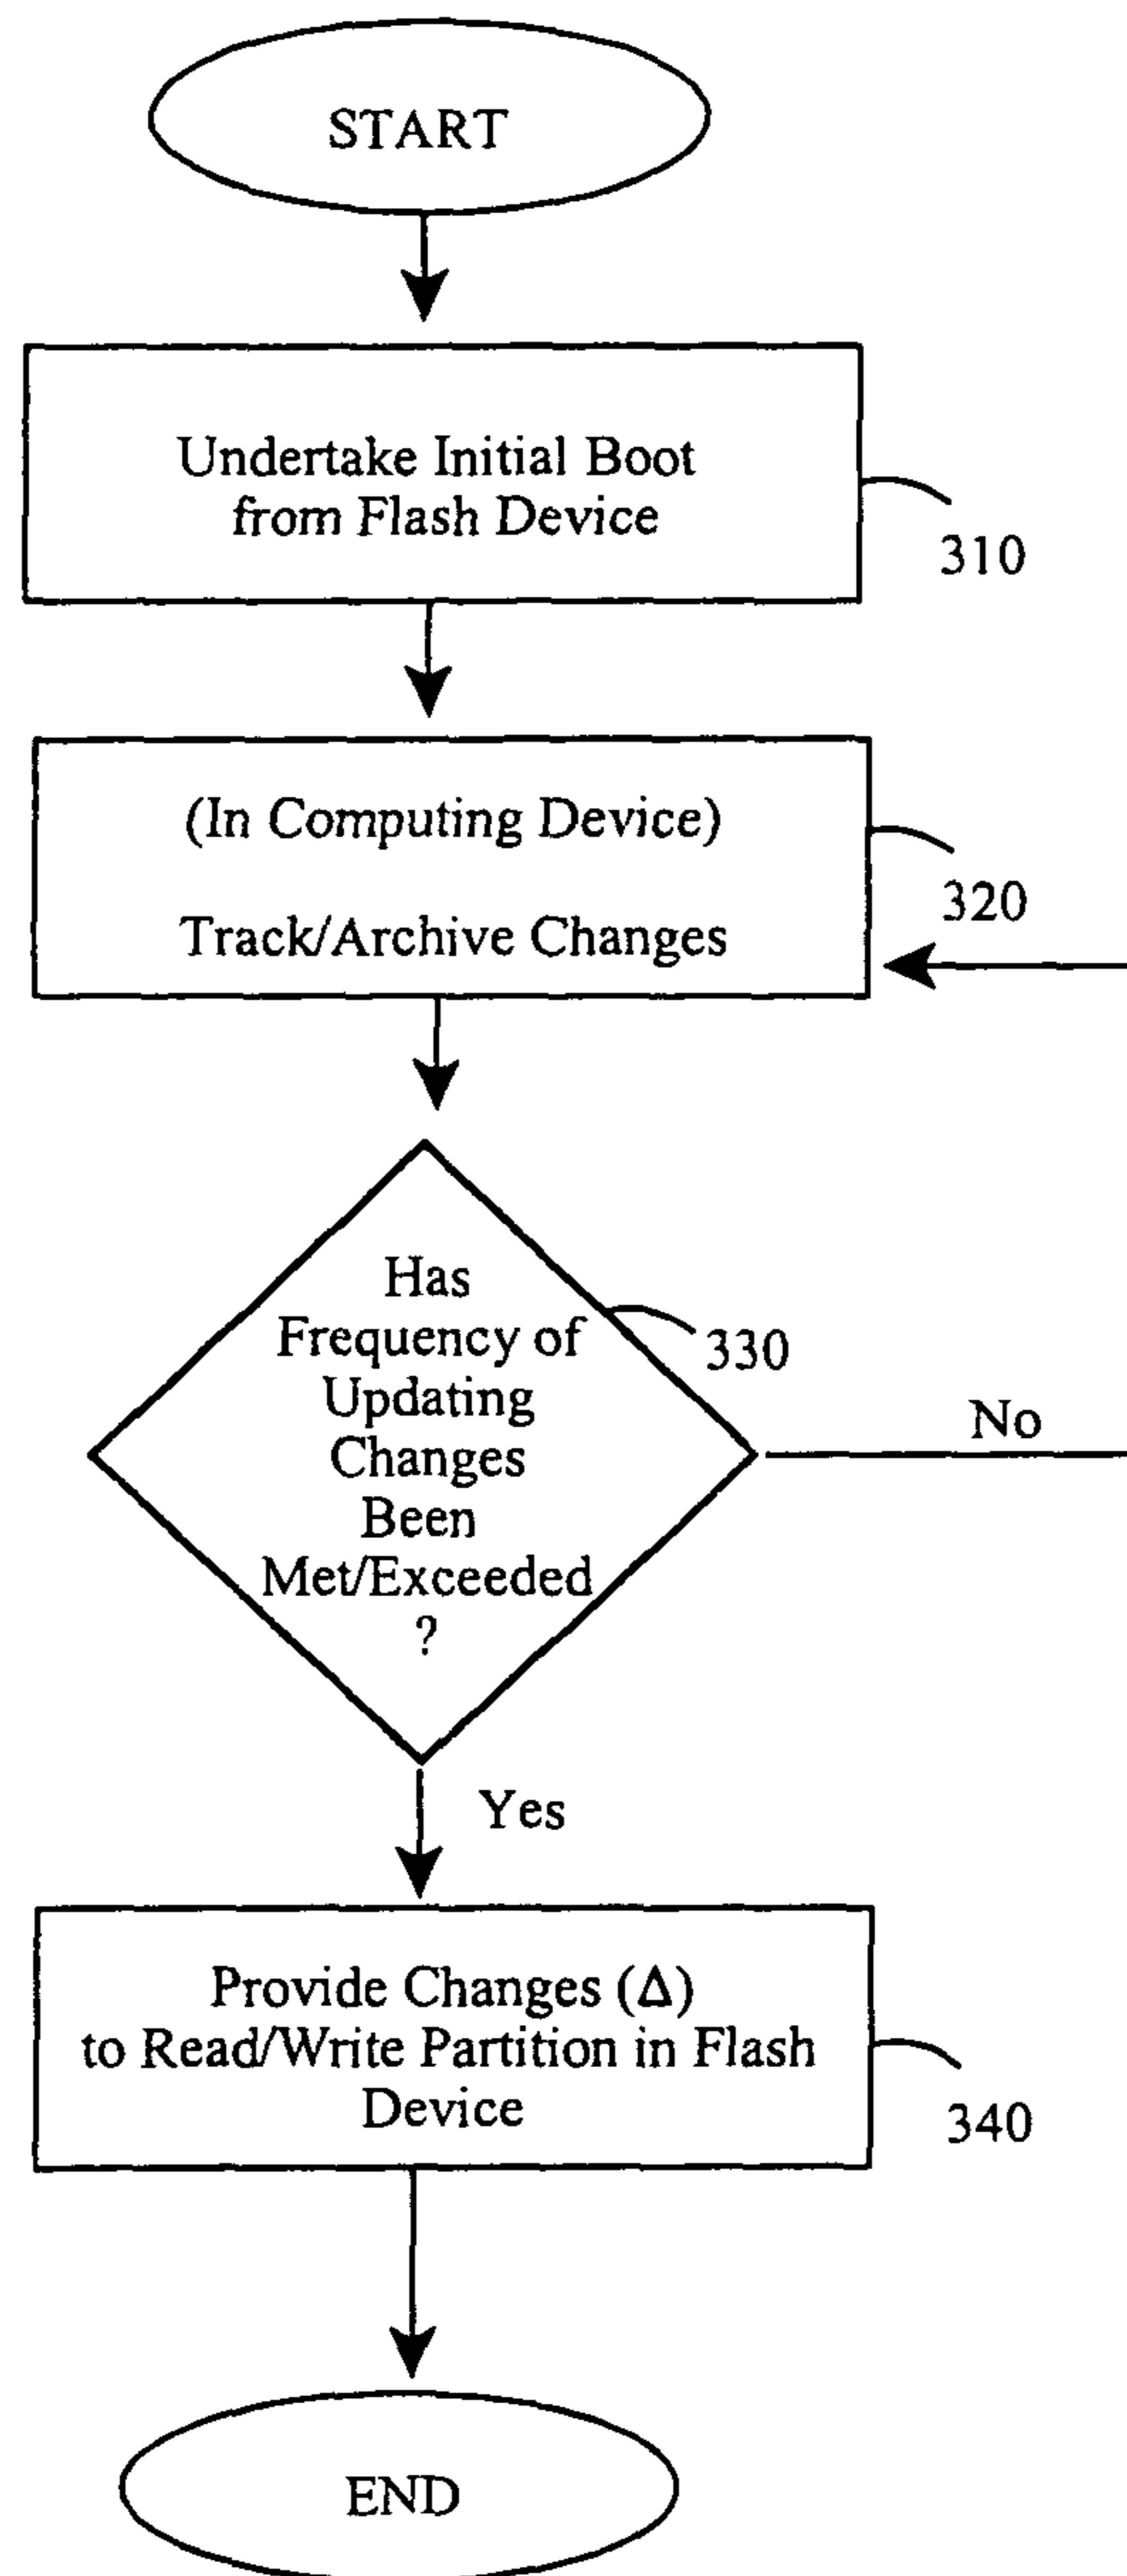 START
Undertake Initial Boot
from Flash Device
310
(In Computing Device)
320
Track/Archive Changes
Has
Frequency of
330
Updating
Changes
No
Been
Met/Exceeded
?
Yes
Provide Changes (Δ)
to Read/Write Partition in Flash
Device
340
END